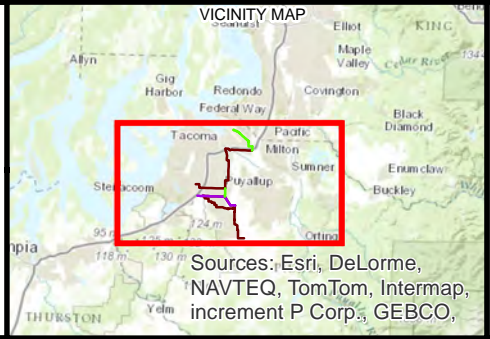 VICINITY MAP
Elliot
KING
Allyn
Maple
Valley
Cedar River
Gig
Harbor
Redondo
Covington
Federal Way
Black
Diamond
Tacoma
Pacific
Milton
Sumner
Enumclaw
Steilacoom
Puyallup
Buckley
124 m
95 m
Orting
118 m
130 m
Sources: Esri, DeLorme,
NAVTEQ, TomTom, Intermap,
increment P Corp., GEBCO,
Yelm
THURSTON